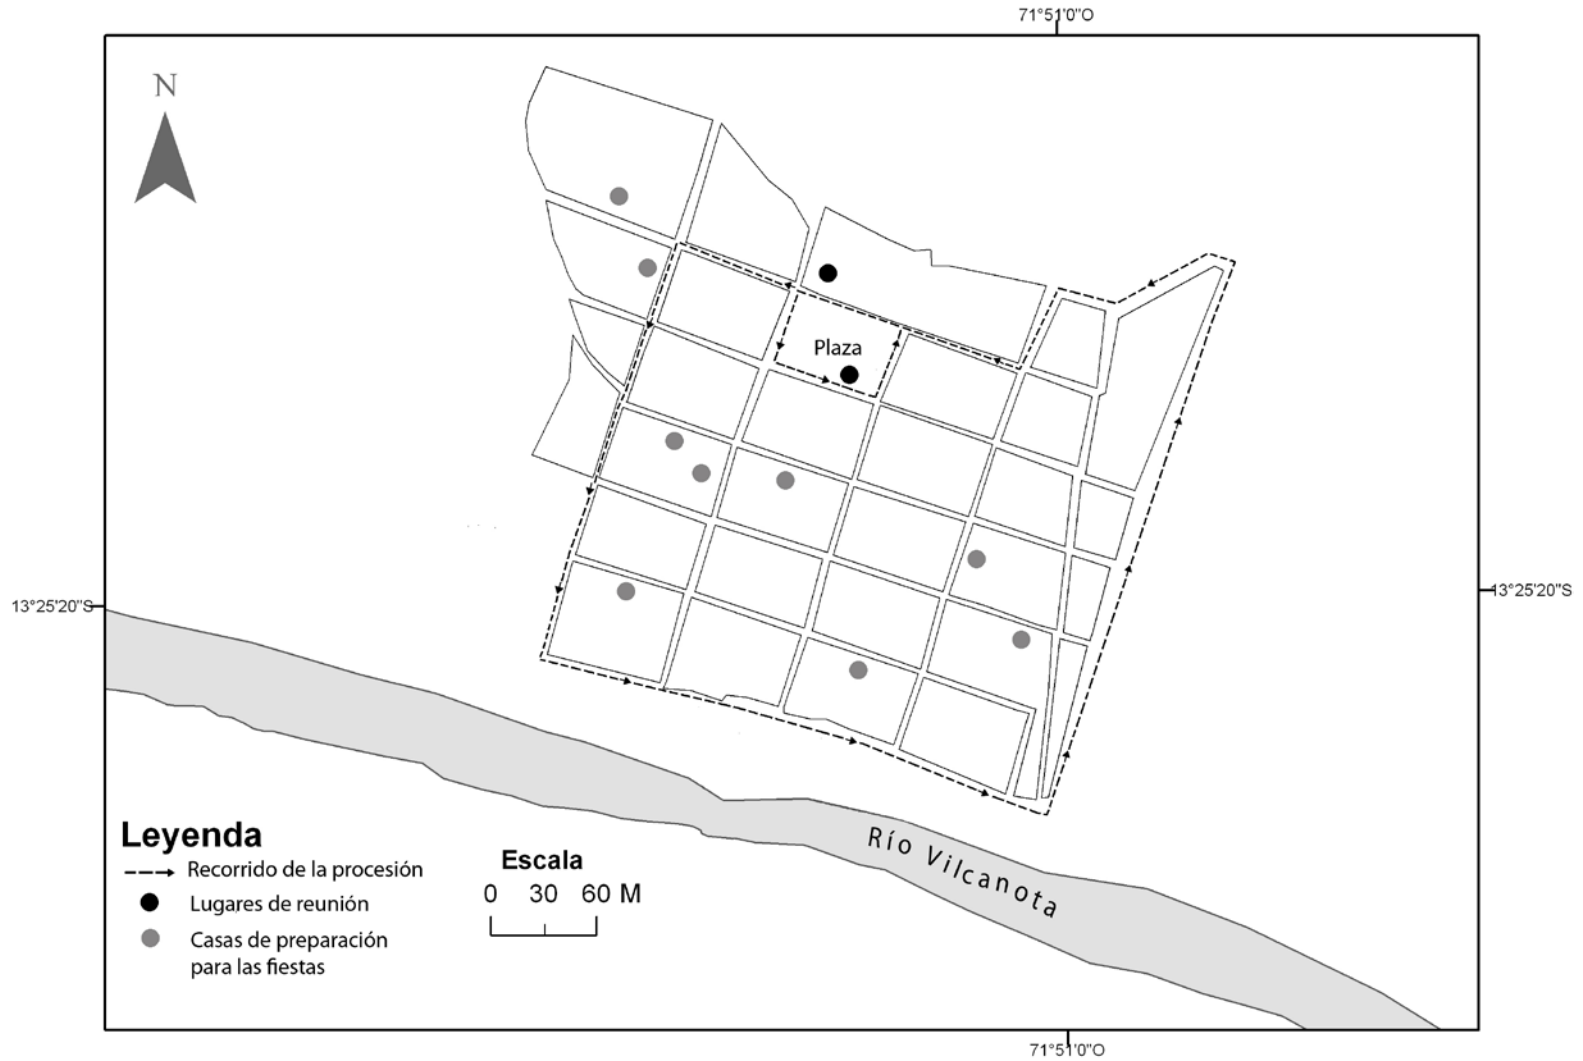 71°51'0"O
N
Plaza
13°25'20"S
13°25'20"S
Río Vilcanota
Leyenda
Recorrido de la procesión
Lugares de reunión
Casas de preparación
para las fiestas
Escala
0 30 60 M
71°51'0"O